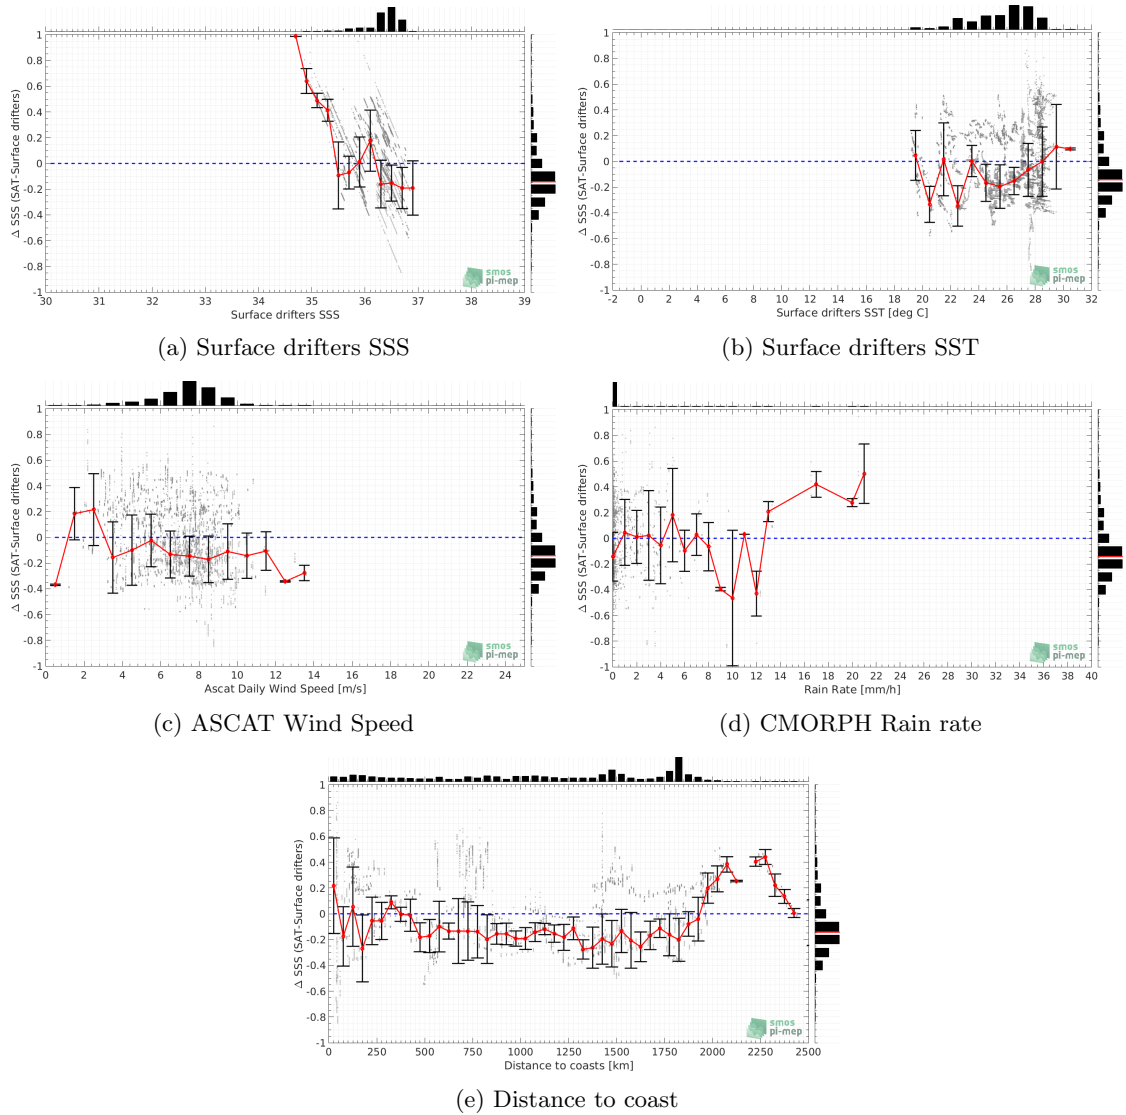 1
0.8
0.6
0.4
0.2
0
-0.2
-0.4
-0.6
-0.8
-1
Δ SSS (SAT-Surface drifters)
30 31 32 33 34 35 36 37 38 39
Surface drifters SSS
smos
pi-mep
(a) Surface drifters SSS
1
0.8
0.6
0.4
0.2
0
-0.2
-0.4
-0.6
-0.8
-1
Δ SSS (SAT-Surface drifters)
-2 0 2 4 6 8 10 12 14 16 18 20 22 24 26 28 30 32
Surface drifters SST [deg C]
smos
pi-mep
(b) Surface drifters SST
1
0.8
0.6
0.4
0.2
0
-0.2
-0.4
-0.6
-0.8
-1
Δ SSS (SAT-Surface drifters)
0 2 4 6 8 10 12 14 16 18 20 22 24
Ascat Daily Wind Speed [m/s]
smos
pi-mep
(c) ASCAT Wind Speed
1
0.8
0.6
0.4
0.2
0
-0.2
-0.4
-0.6
-0.8
-1
Δ SSS (SAT-Surface drifters)
0 2 4 6 8 10 12 14 16 18 20 22 24 26 28 30 32 34 36 38 40
Rain Rate [mm/h]
smos
pi-mep
(d) CMORPH Rain rate
1
0.8
0.6
0.4
0.2
0
-0.2
-0.4
-0.6
-0.8
-1
Δ SSS (SAT-Surface drifters)
0 250 500 750 1000 1250 1500 1750 2000 2250 2500
Distance to coasts [km]
smos
pi-mep
(e) Distance to coast